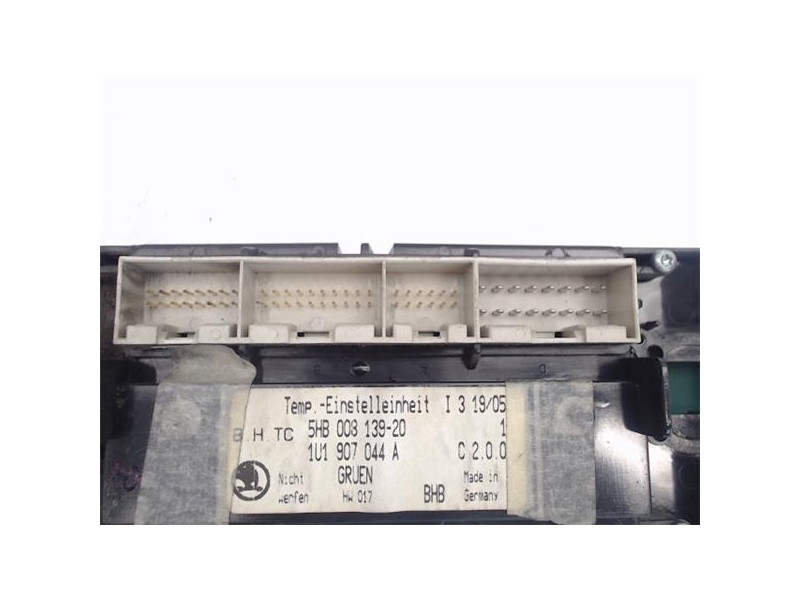 Temp.-Einstelleinheit I 3 19/05
B.H.TC 5HB 008 139-20 1
1U1 907 044 A C 2.0.0
Nicht GRUEN Made in
werfen HW 017 BHB Germany